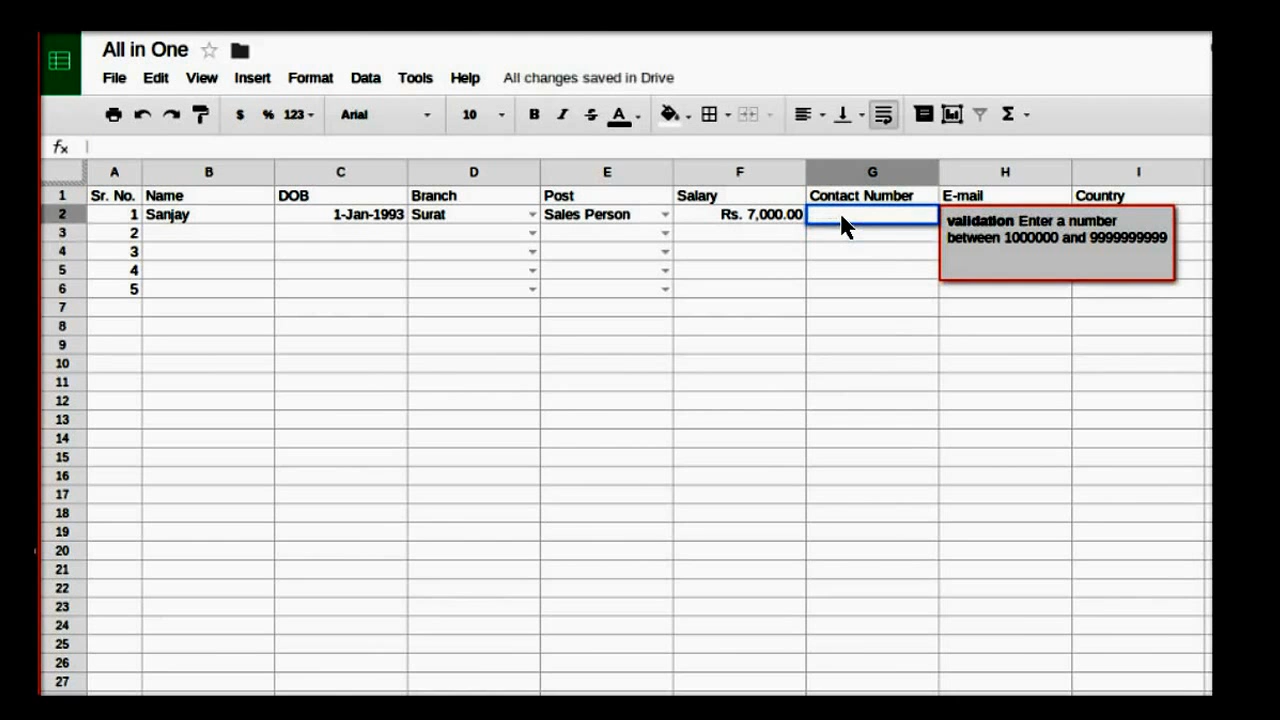 All in One
File Edit View Insert Format Data Tools Help All changes saved in Drive
$ % 123 Arial 10 B I S A Σ
fx
A B C D E F G H I
1 Sr. No. Name DOB Branch Post Salary Contact Number E-mail Country
2 1 Sanjay 1-Jan-1993 Surat Sales Person Rs. 7,000.00
validation Enter a number
between 1000000 and 9999999999
3 2
4 3
5 4
6 5
7
8
9
10
11
12
13
14
15
16
17
18
19
20
21
22
23
24
25
26
27